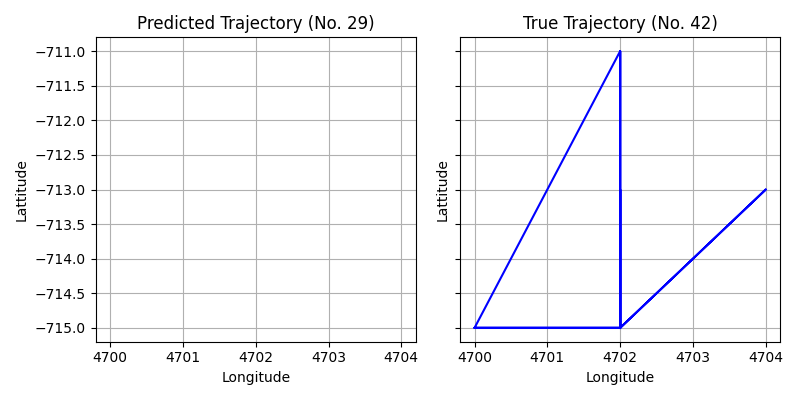 Predicted Trajectory (No. 29)
True Trajectory (No. 42)
−711.0
−711.5
−712.0
−712.5
−713.0
−713.5
−714.0
−714.5
−715.0
Lattitude
Lattitude
4700 4701 4702 4703 4704
4700 4701 4702 4703 4704
Longitude
Longitude